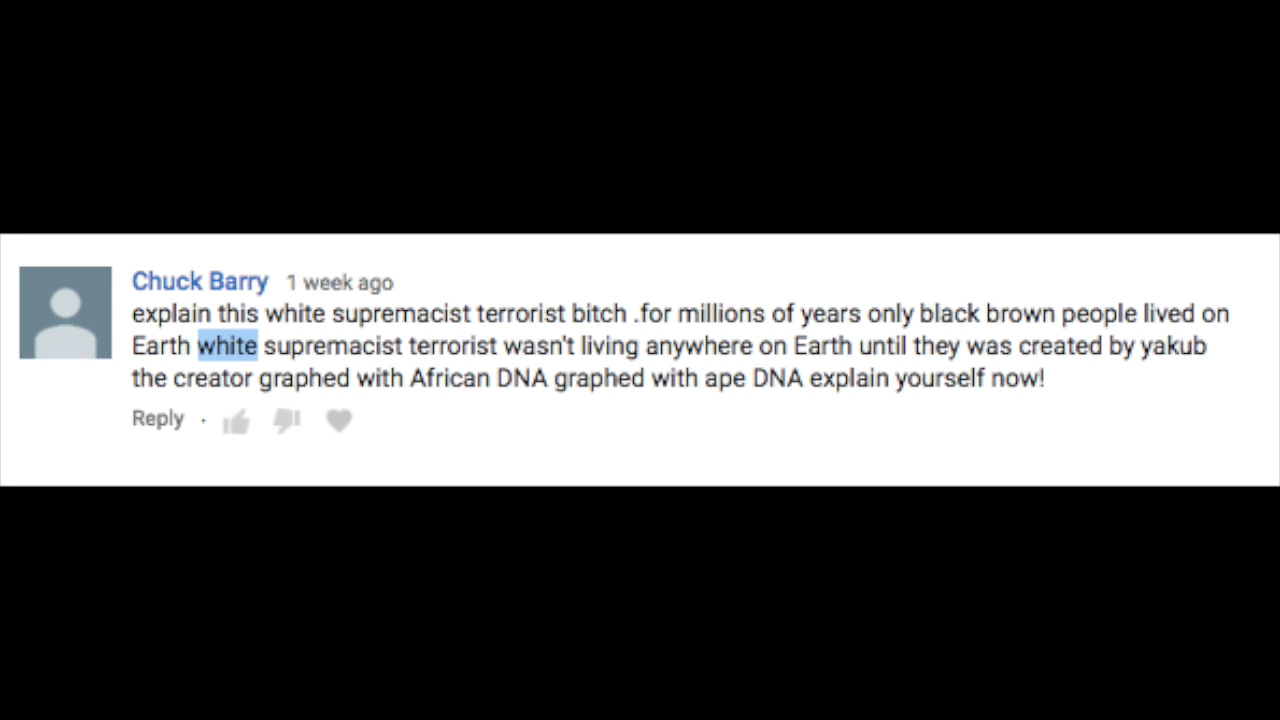 Chuck Barry 1 week ago
explain this white supremacist terrorist bitch .for millions of years only black brown people lived on
Earth white supremacist terrorist wasn't living anywhere on Earth until they was created by yakub
the creator graphed with African DNA graphed with ape DNA explain yourself now!
Reply ·